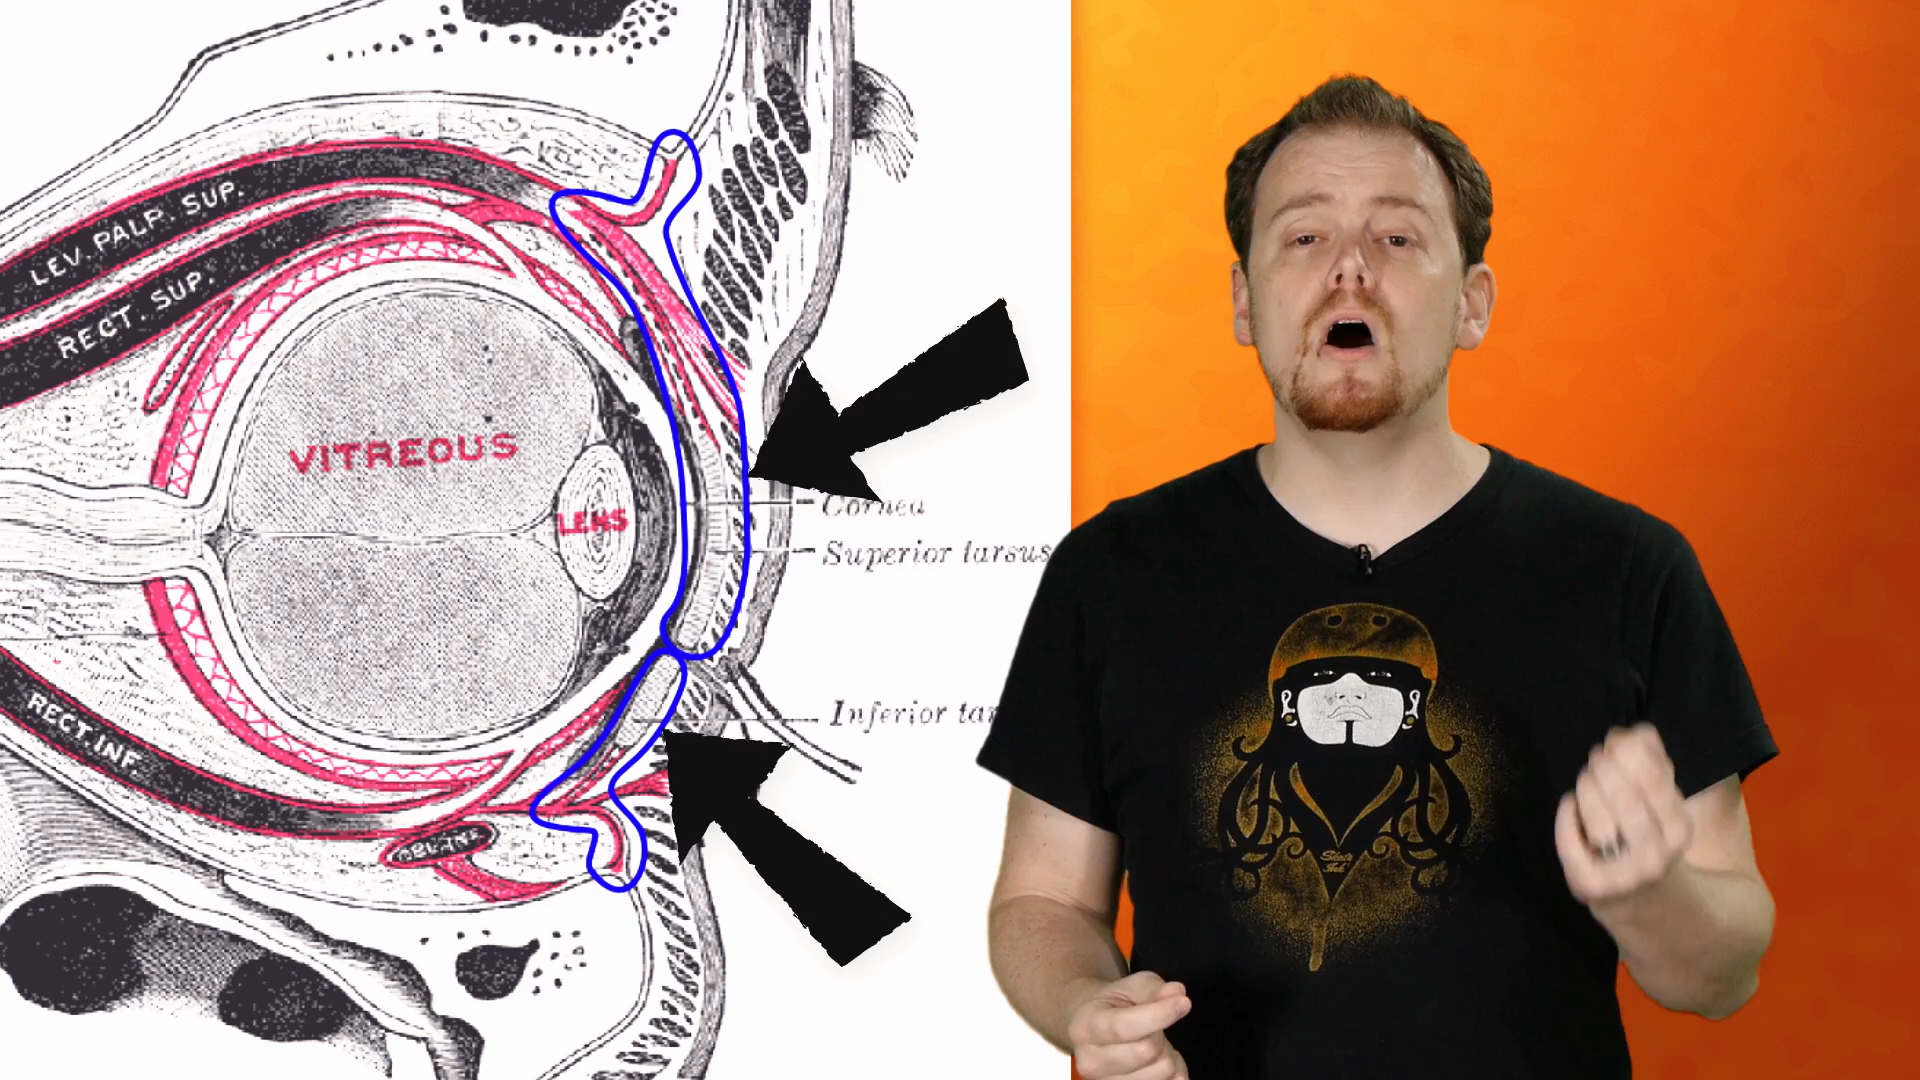 LEV. PALP. SUP.
RECT. SUP.
VITREOUS
LENS
Cornea
Superior tarsus
Inferior tar
RECT. INF.